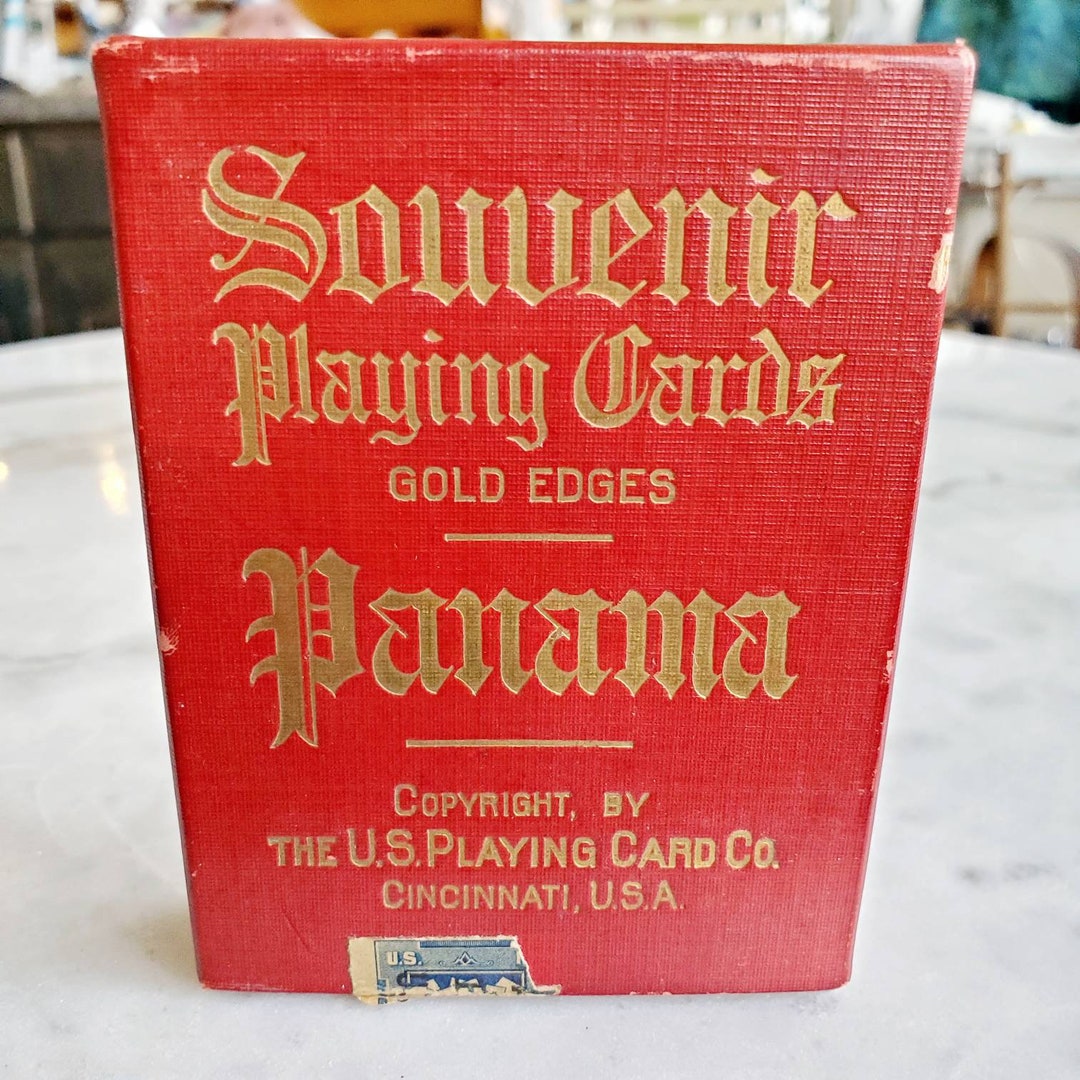 Souvenir
Playing Cards
GOLD EDGES
Panama
COPYRIGHT, BY
THE U.S. PLAYING CARD CO.
CINCINNATI, U.S.A.
U.S.